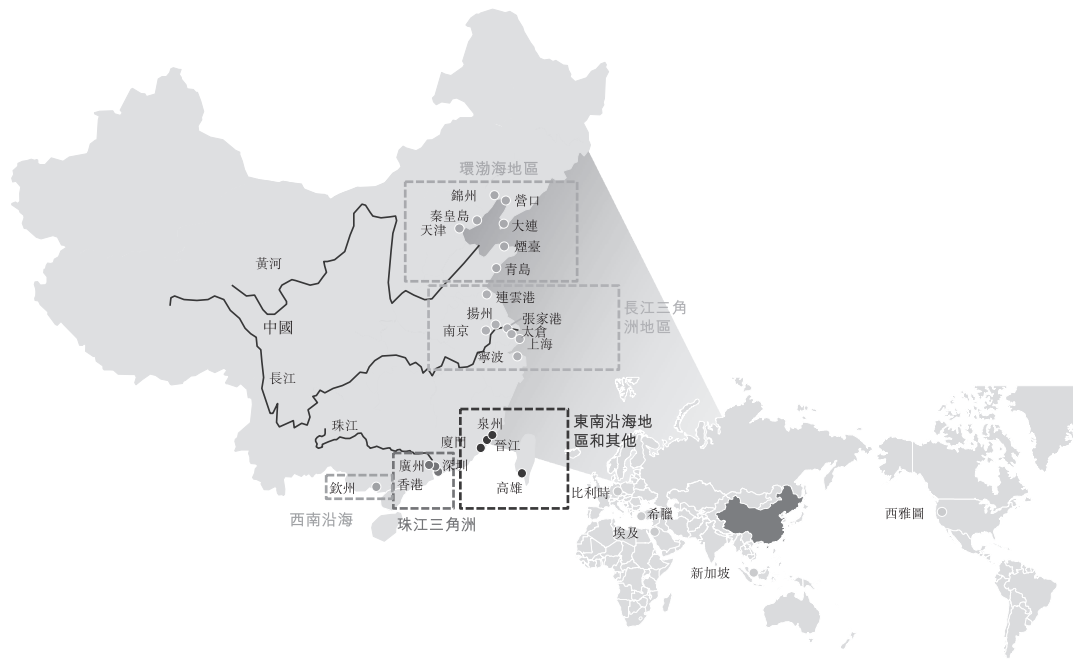 環渤海地區
錦州
營口
秦皇島
天津
大連
煙臺
青島
黃河
連雲港
長江三角
洲地區
揚州
張家港
南京
太倉
上海
中國
寧波
長江
東南沿海地
區和其他
泉州
珠江
廈門
晉江
廣州
深圳
香港
高雄
欽州
西南沿海
珠江三角洲
比利時
希臘
埃及
西雅圖
新加坡